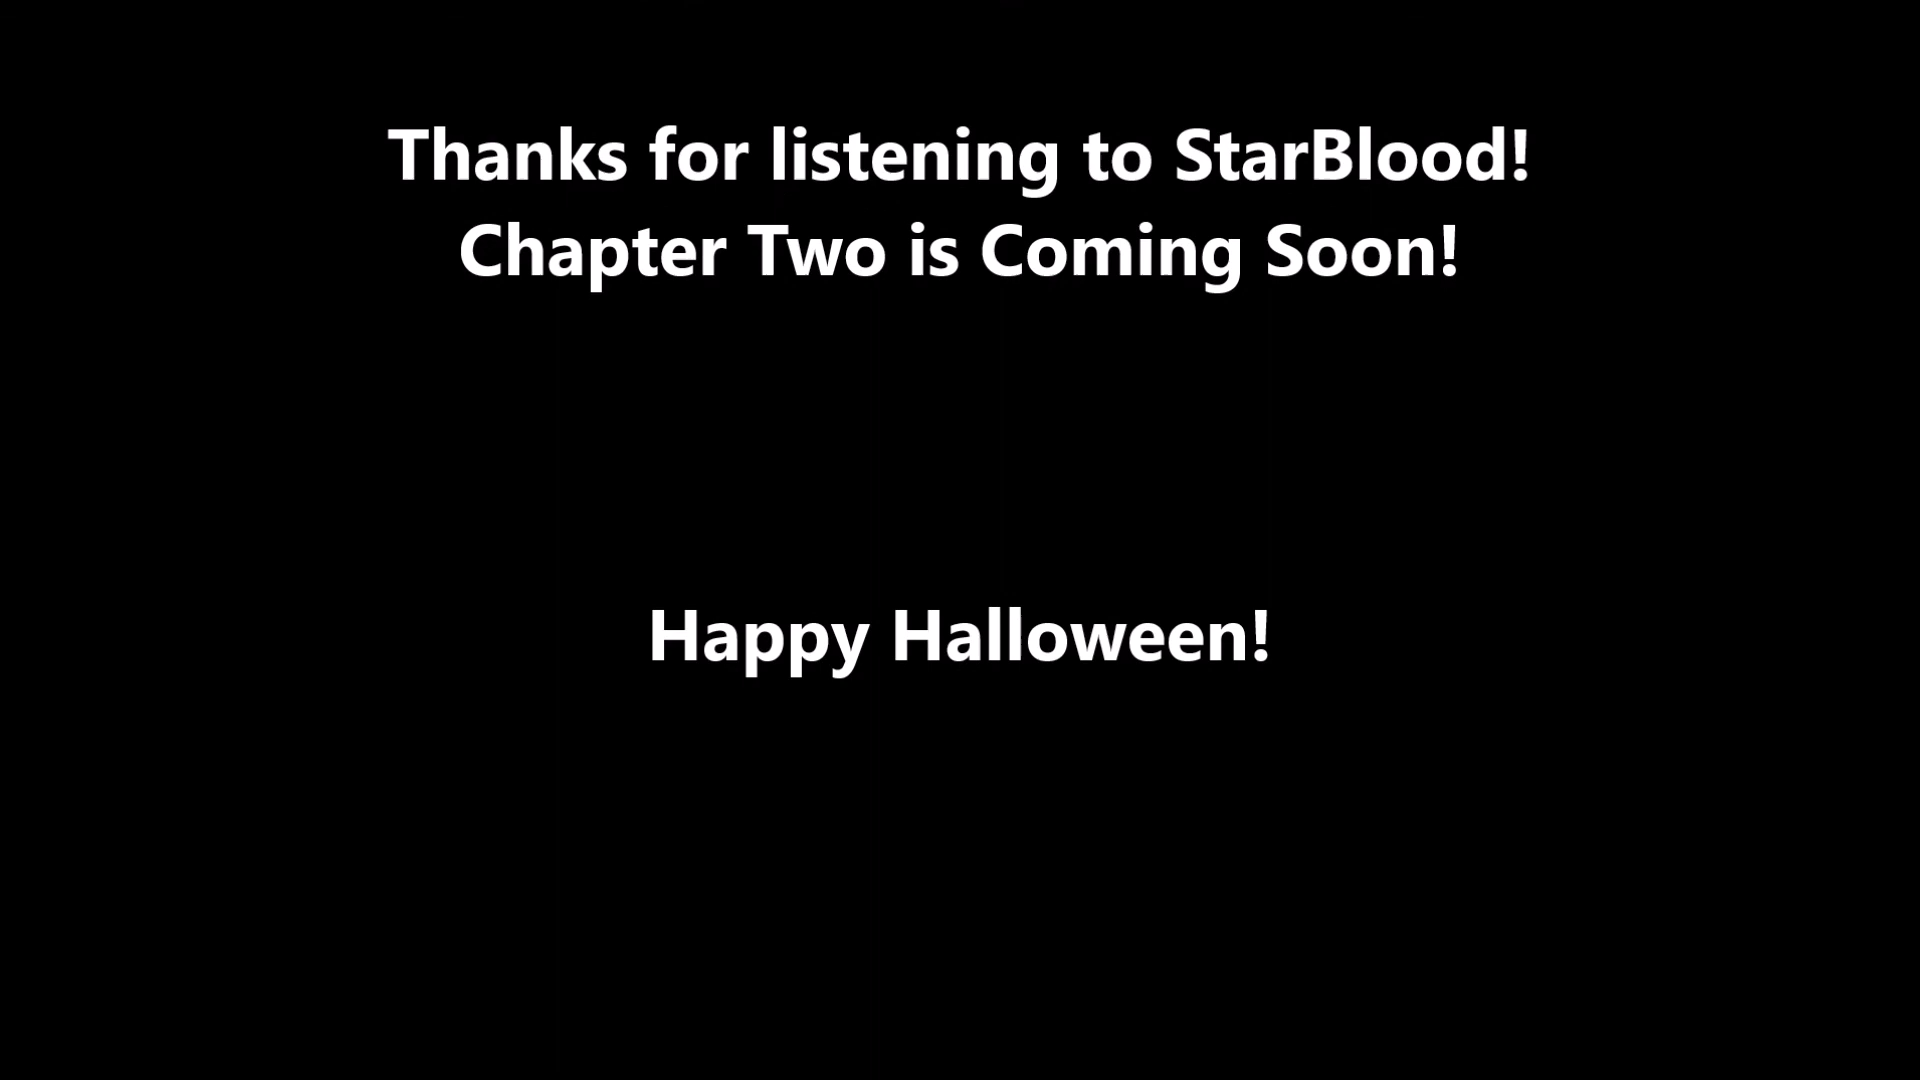 Thanks for listening to StarBlood!
Chapter Two is Coming Soon!
Happy Halloween!